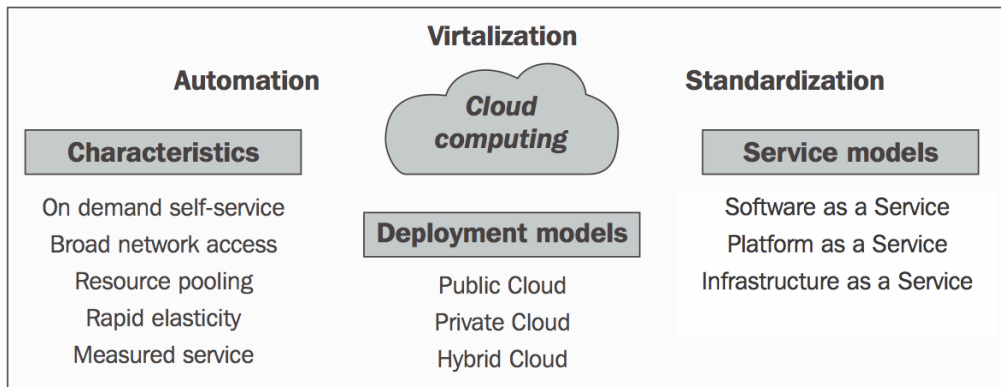 Virtalization
Automation
Standardization
Cloud
computing
Characteristics
On demand self-service
Broad network access
Resource pooling
Rapid elasticity
Measured service
Deployment models
Public Cloud
Private Cloud
Hybrid Cloud
Service models
Software as a Service
Platform as a Service
Infrastructure as a Service